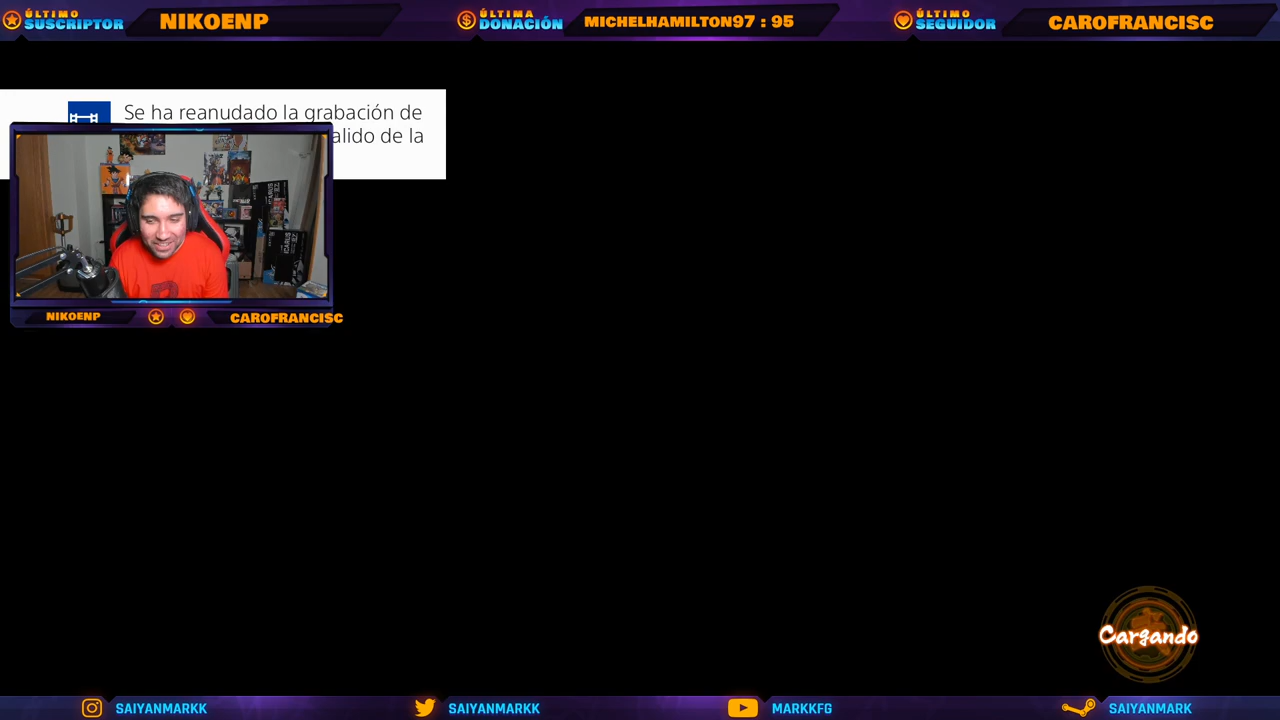 ÚLTIMO
SUSCRIPTOR
NIKOENP
ÚLTIMA
DONACIÓN
MICHELHAMILTON97 : 95
ÚLTIMO
SEGUIDOR
CAROFRANCISC
Se ha reanudado la grabación de
alido de la
NIKOENP
CAROFRANCISC
Cargando
SAIYANMARKK
SAIYANMARKK
MARKKFG
SAIYANMARK